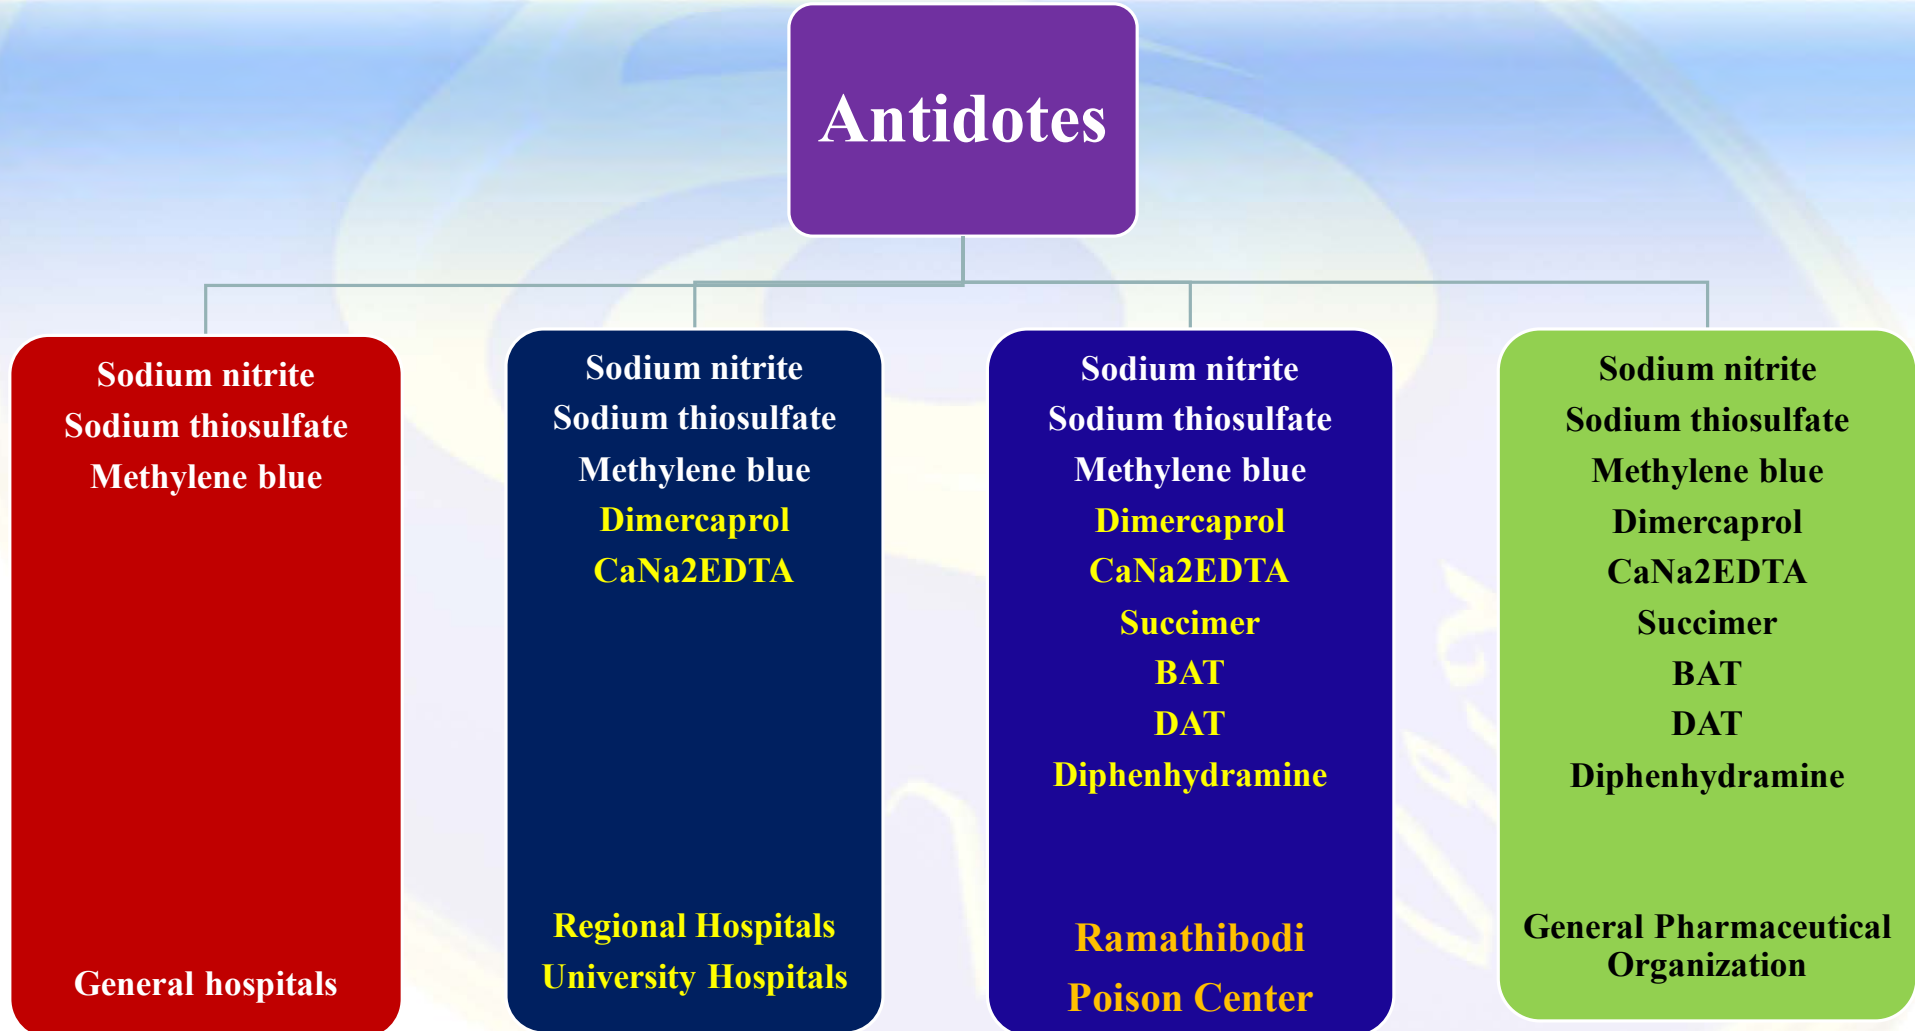 Antidotes
Sodium nitrite
Sodium thiosulfate
Methylene blue
General hospitals
Sodium nitrite
Sodium thiosulfate
Methylene blue
Dimercaprol
CaNa2EDTA
Regional Hospitals
University Hospitals
Sodium nitrite
Sodium thiosulfate
Methylene blue
Dimercaprol
CaNa2EDTA
Succimer
BAT
DAT
Diphenhydramine
Ramathibodi
Poison Center
Sodium nitrite
Sodium thiosulfate
Methylene blue
Dimercaprol
CaNa2EDTA
Succimer
BAT
DAT
Diphenhydramine
General Pharmaceutical
Organization